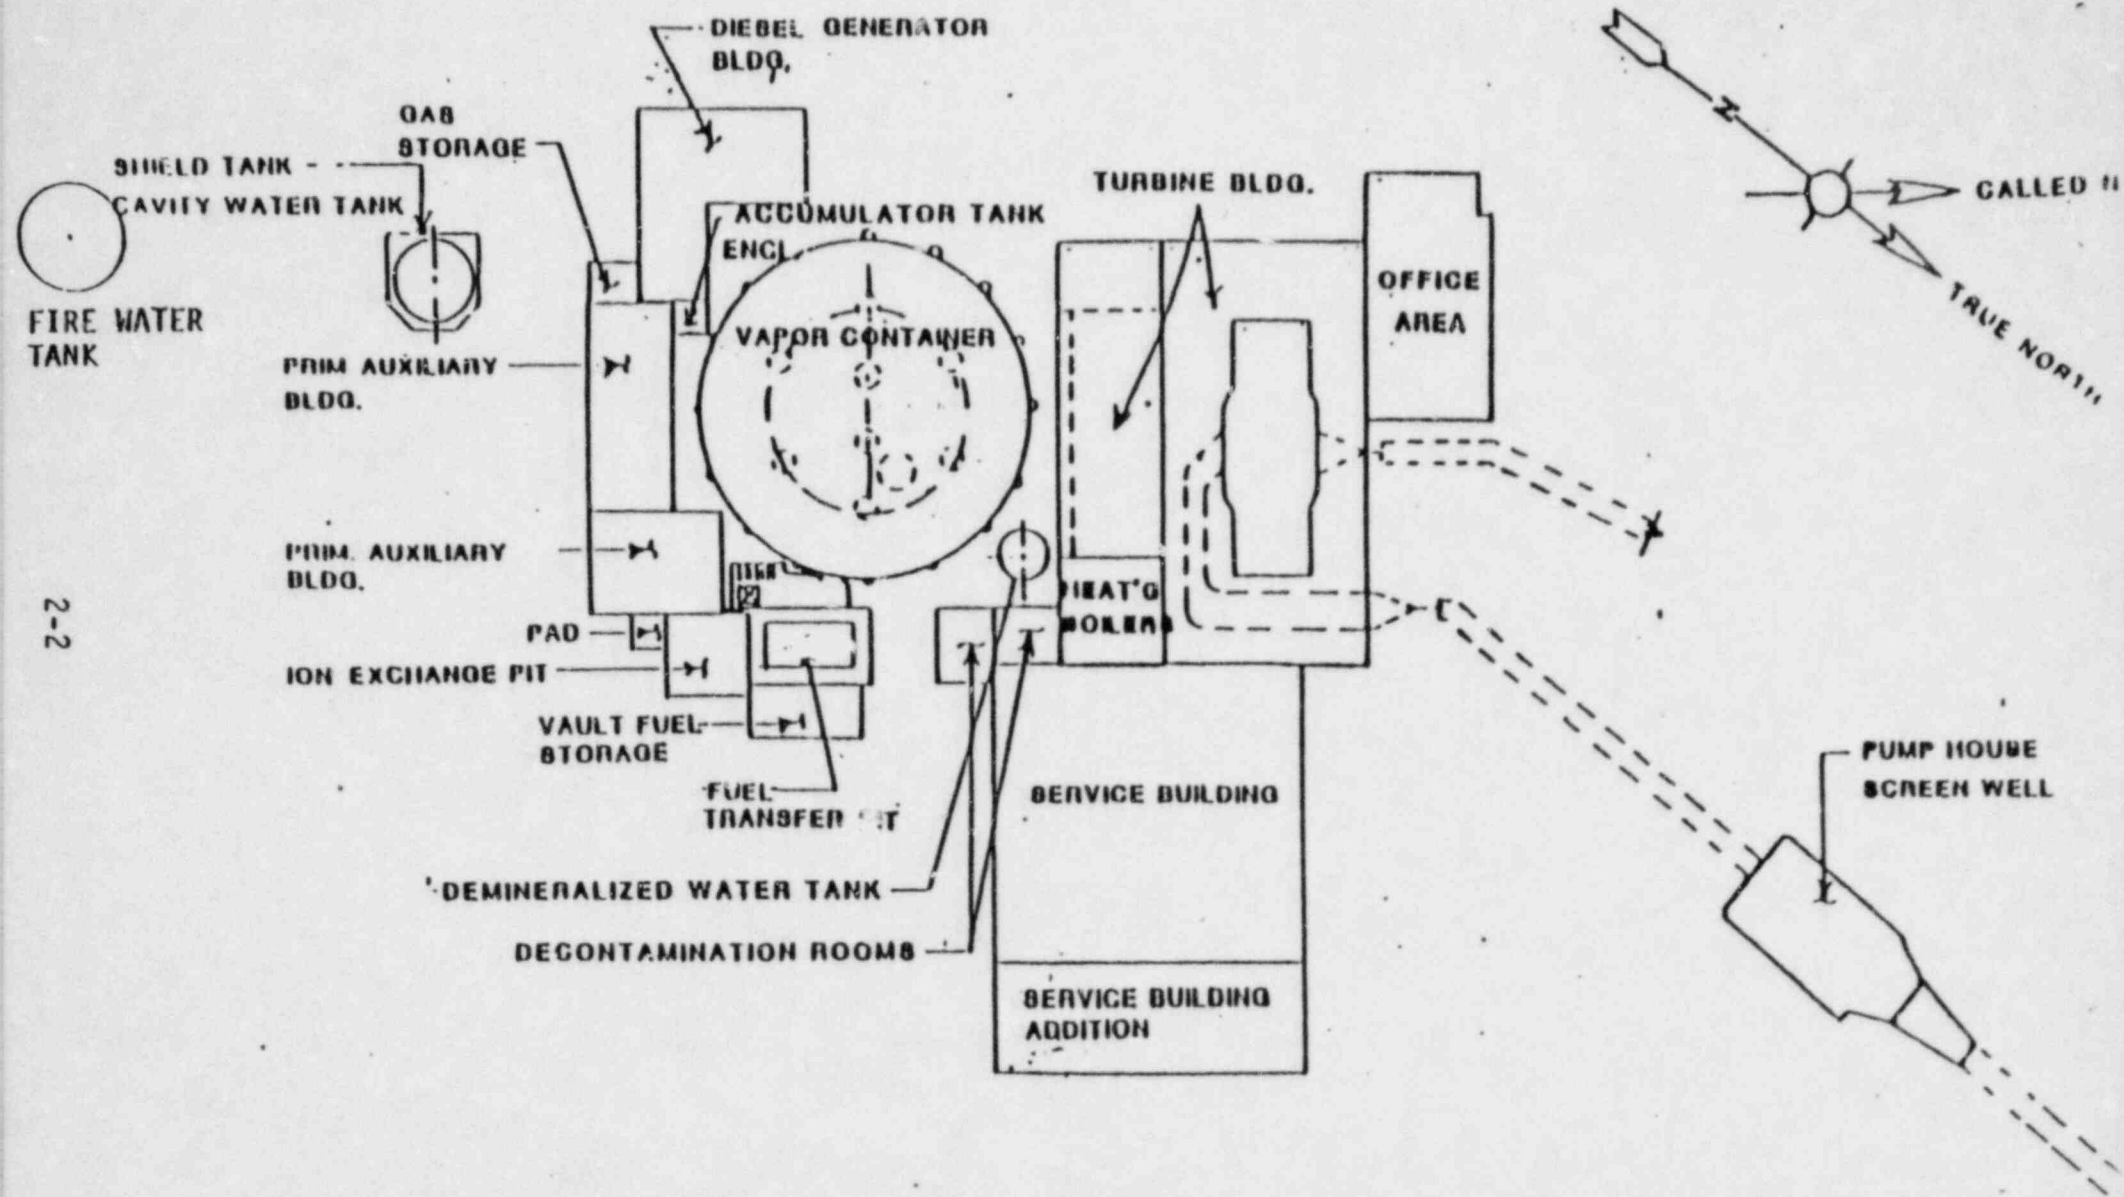 DIESEL GENERATOR
BLDG.
GAS
STORAGE
SHIELD TANK
CAVITY WATER TANK
ACCUMULATOR TANK
ENCL.
TURBINE BLDG.
N
CALLED N
TRUE NORTH
OFFICE
AREA
FIRE WATER
TANK
VAPOR CONTAINER
PRIM AUXILIARY
BLDG.
PRIM. AUXILIARY
BLDG.
HEAT'G
BOILERS
2-2
PAD
ION EXCHANGE PIT
VAULT FUEL
STORAGE
FUEL
TRANSFER
SERVICE BUILDING
PUMP HOUSE
SCREEN WELL
DEMINERALIZED WATER TANK
DECONTAMINATION ROOMS
SERVICE BUILDING
ADDITION